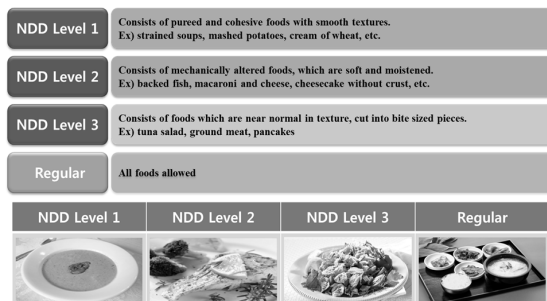 NDD Level 1
Consists of pureed and cohesive foods with smooth textures.
Ex) strained soups, mashed potatoes, cream of wheat, etc.
NDD Level 2
Consists of mechanically altered foods, which are soft and moistened.
Ex) backed fish, macaroni and cheese, cheesecake without crust, etc.
NDD Level 3
Consists of foods which are near normal in texture, cut into bite sized pieces.
Ex) tuna salad, ground meat, pancakes
Regular
All foods allowed
NDD Level 1 NDD Level 2 NDD Level 3 Regular